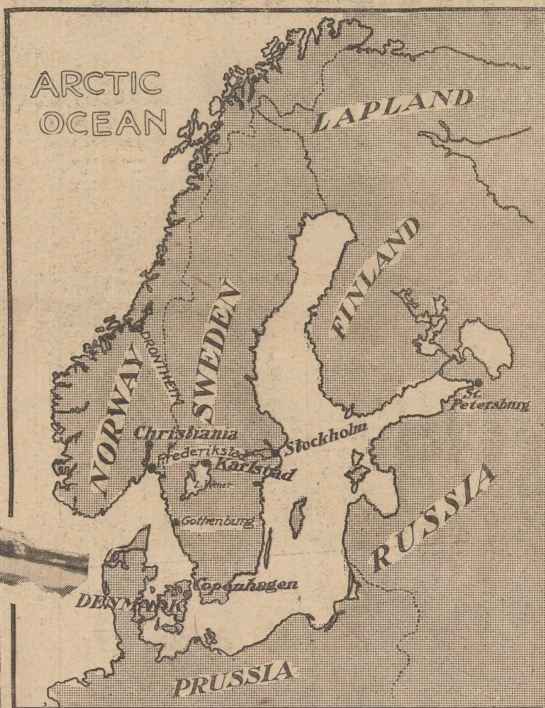 ARCTIC
OCEAN
LAPLAND
FINLAND
SWEDEN
DRONTHEIM
NORWAY
St.
Petersburg
Christiania
Stockholm
Frederikstad
Karlstad
L. Wener
Gothenburg
RUSSIA
Copenhagen
DENMARK
PRUSSIA